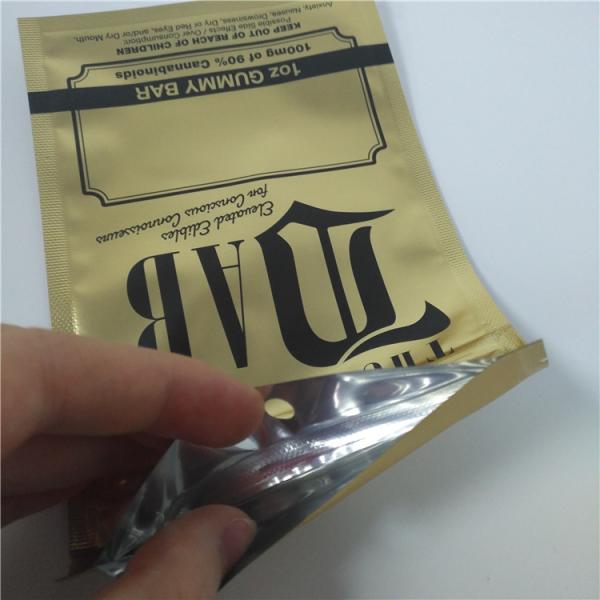 THE
DAB
Elevated Edibles
for Conscious Connoisseurs
1oz GUMMY BAR
100mg of 90% Cannabinoids
KEEP OUT OF REACH OF CHILDREN
Possible Side Effects / Over Consumption:
Anxiety, Nausea, Drowsiness, Dry or Red Eyes, and/or Dry Mouth.